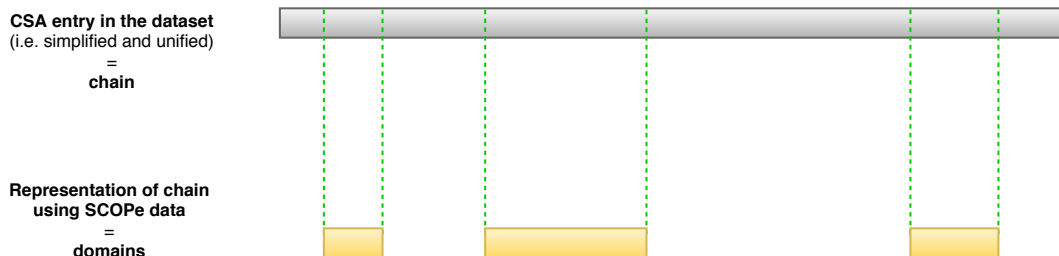 CSA entry in the dataset
(i.e. simplified and unified)
=
chain
Representation of chain
using SCOPe data
=
domains